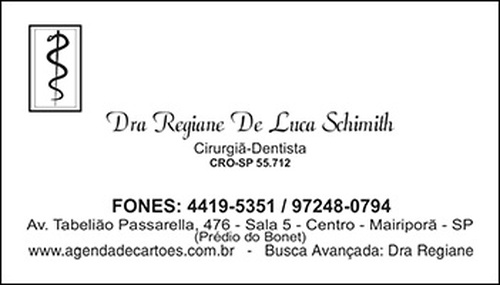 Dra Regiane De Luca Schimith
Cirurgiã-Dentista
CRO-SP 55.712
FONES: 4419-5351 / 97248-0794
Av. Tabelião Passarella, 476 - Sala 5 - Centro - Mairiporã - SP
(Prédio do Bonet)
www.agendadecartoes.com.br - Busca Avançada: Dra Regiane